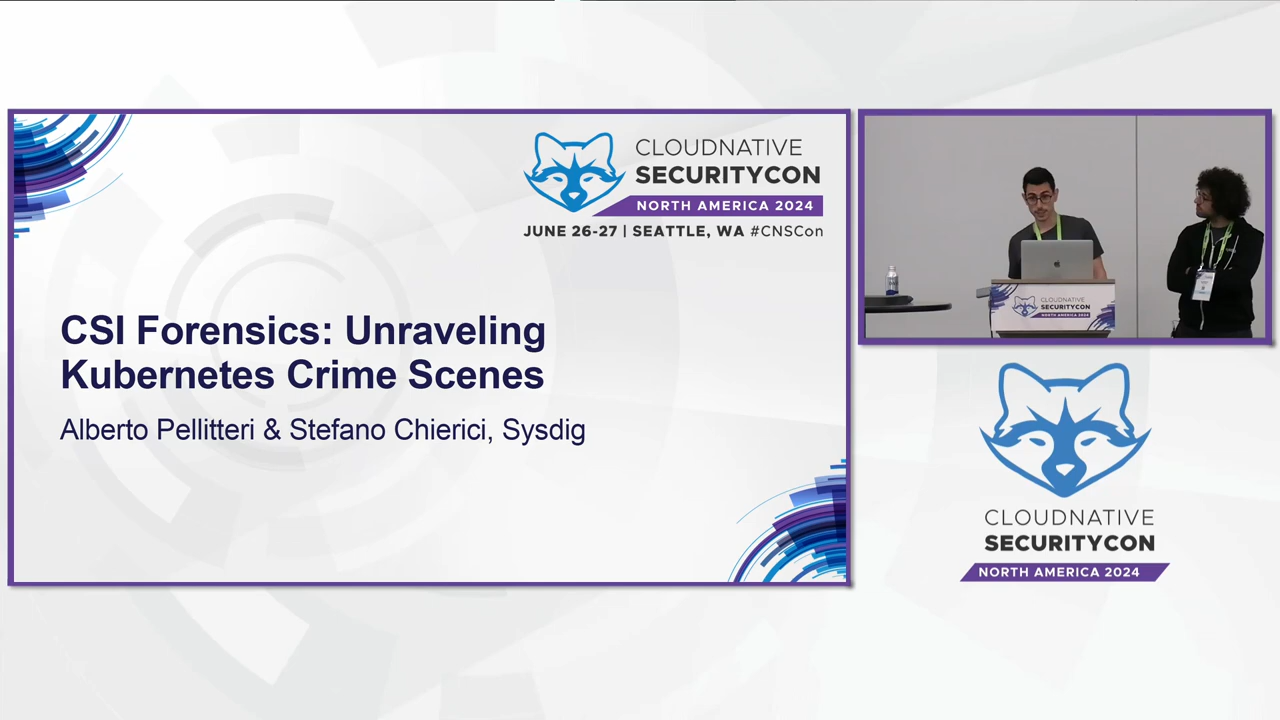 CLOUDNATIVE
SECURITYCON
NORTH AMERICA 2024
JUNE 26-27 | SEATTLE, WA #CNSCon
CSI Forensics: Unraveling
Kubernetes Crime Scenes
Alberto Pellitteri & Stefano Chierici, Sysdig
CLOUDNATIVE
SECURITYCON
NORTH AMERICA 2024
CLOUDNATIVE
SECURITYCON
NORTH AMERICA 2024